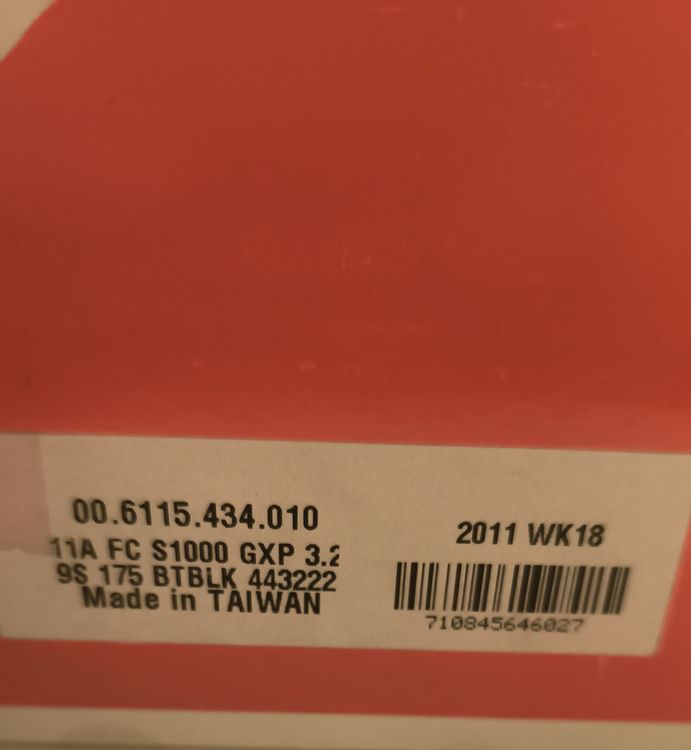 00.6115.434.010
11A FC S1000 GXP 3.2
9S 175 BTBLK 443222
Made in TAIWAN
2011 WK18
710845646027